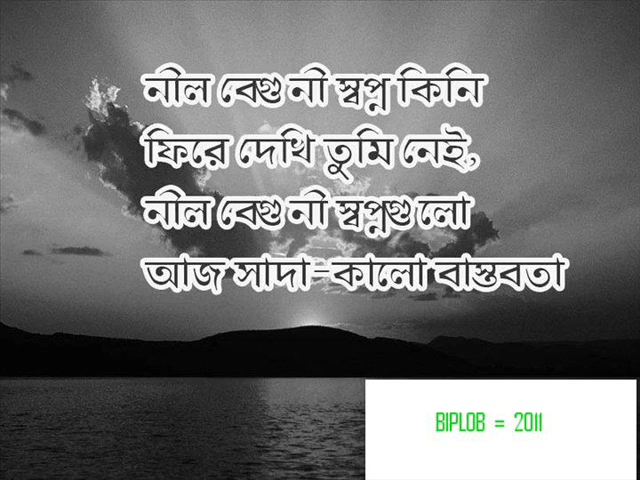 নীল বেগু নী স্বপ্ন কিনি
ফিরে দেখি তুমি নেই,
নীল বেগু নী স্বপ্নগু লো
আজ সাদা-কালো বাস্তবতা
BIPLOB = 2011